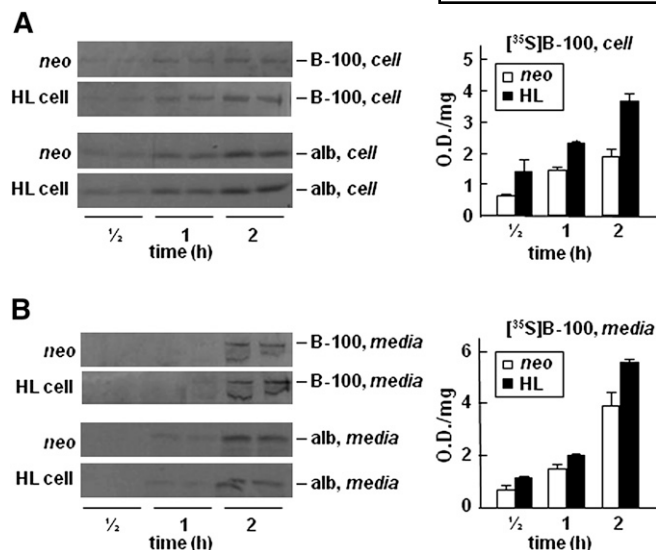 A
neo
– B-100, cell
HL cell
– B-100, cell
neo
– alb, cell
HL cell
– alb, cell
½ 1 2
time (h)
[³⁵S]B-100, cell
O.D./mg
5
4
3
2
1
0
neo
HL
½ 1 2
time (h)
B
neo
– B-100, media
HL cell
– B-100, media
neo
– alb, media
HL cell
– alb, media
½ 1 2
time (h)
[³⁵S]B-100, media
O.D./mg
6
4
2
0
neo
HL
½ 1 2
time (h)